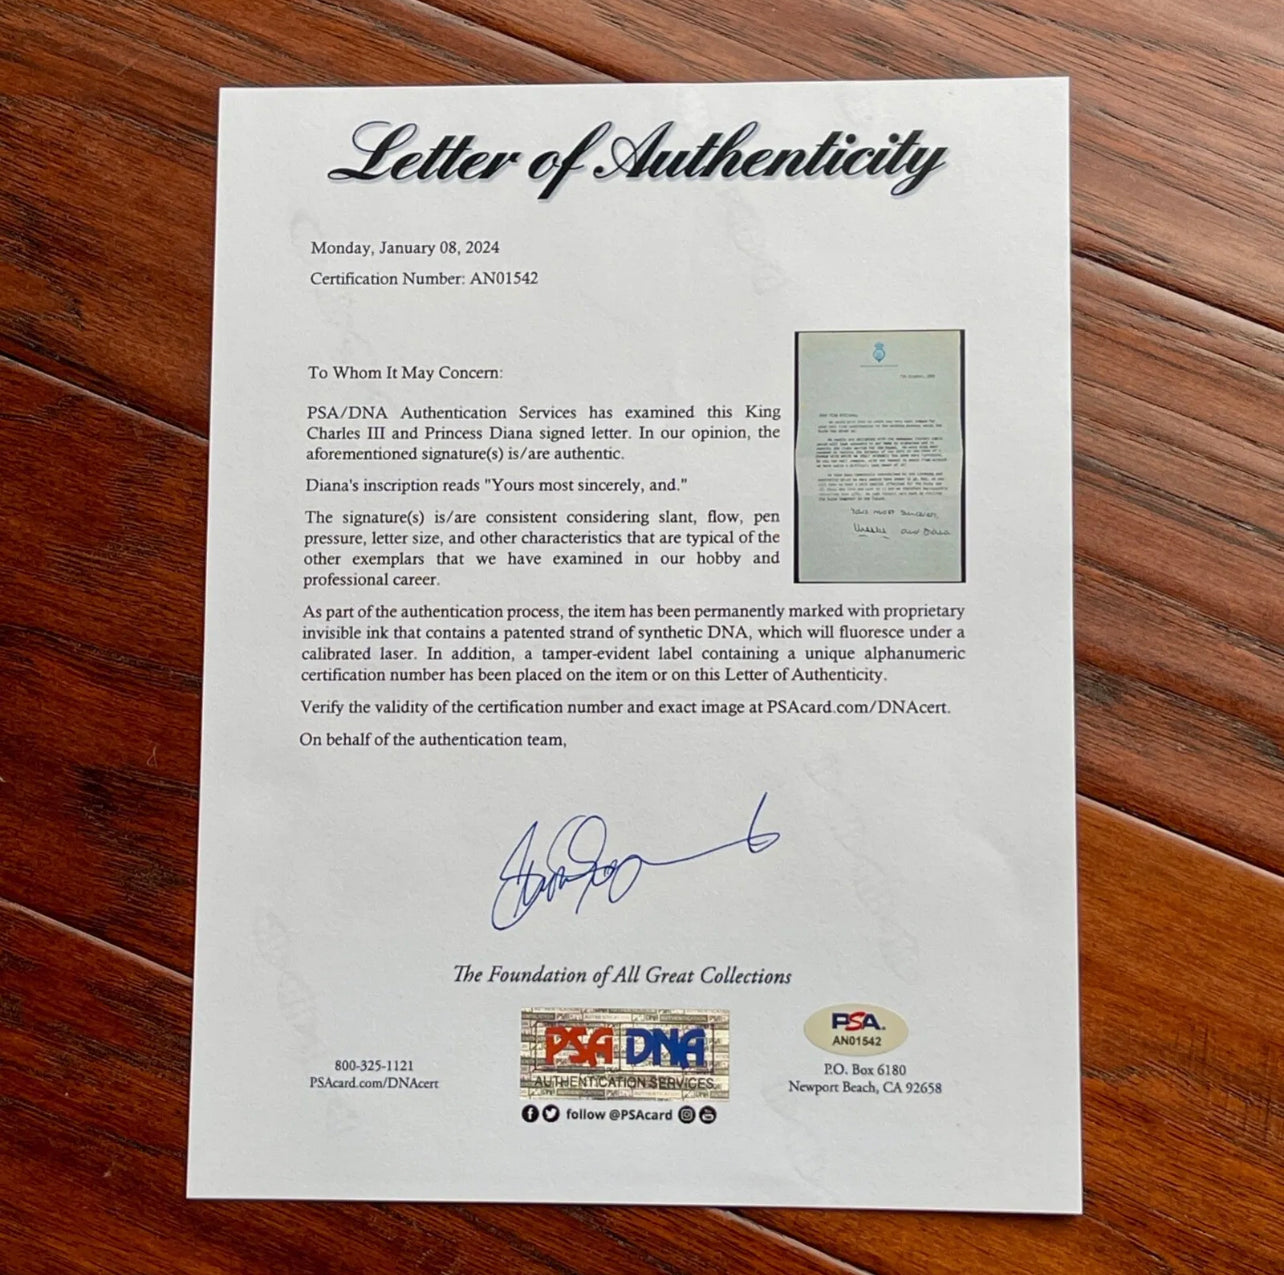 Letter of Authenticity
Monday, January 08, 2024
Certification Number: AN01542
To Whom It May Concern:
PSA/DNA Authentication Services has examined this King
Charles III and Princess Diana signed letter. In our opinion, the
aforementioned signature(s) is/are authentic.
Diana's inscription reads "Yours most sincerely, and."
The signature(s) is/are consistent considering slant, flow, pen
pressure, letter size, and other characteristics that are typical of the
other exemplars that we have examined in our hobby and
professional career.
Yours most sincerely,
Charles and Diana
As part of the authentication process, the item has been permanently marked with proprietary
invisible ink that contains a patented strand of synthetic DNA, which will fluoresce under a
calibrated laser. In addition, a tamper-evident label containing a unique alphanumeric
certification number has been placed on the item or on this Letter of Authenticity.
Verify the validity of the certification number and exact image at PSAcard.com/DNAcert.
On behalf of the authentication team,
The Foundation of All Great Collections
800-325-1121
PSAcard.com/DNAcert
PSA DNA
AUTHENTICATION SERVICES
follow @PSAcard
PSA
AN01542
P.O. Box 6180
Newport Beach, CA 92658